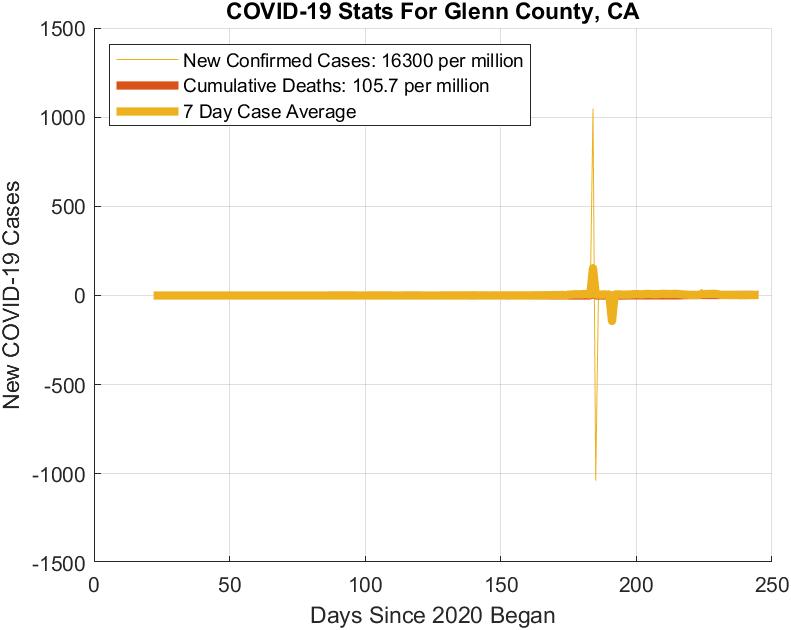 COVID-19 Stats For Glenn County, CA
New Confirmed Cases: 16300 per million
Cumulative Deaths: 105.7 per million
7 Day Case Average
New COVID-19 Cases
1500
1000
500
0
-500
-1000
-1500
0 50 100 150 200 250
Days Since 2020 Began